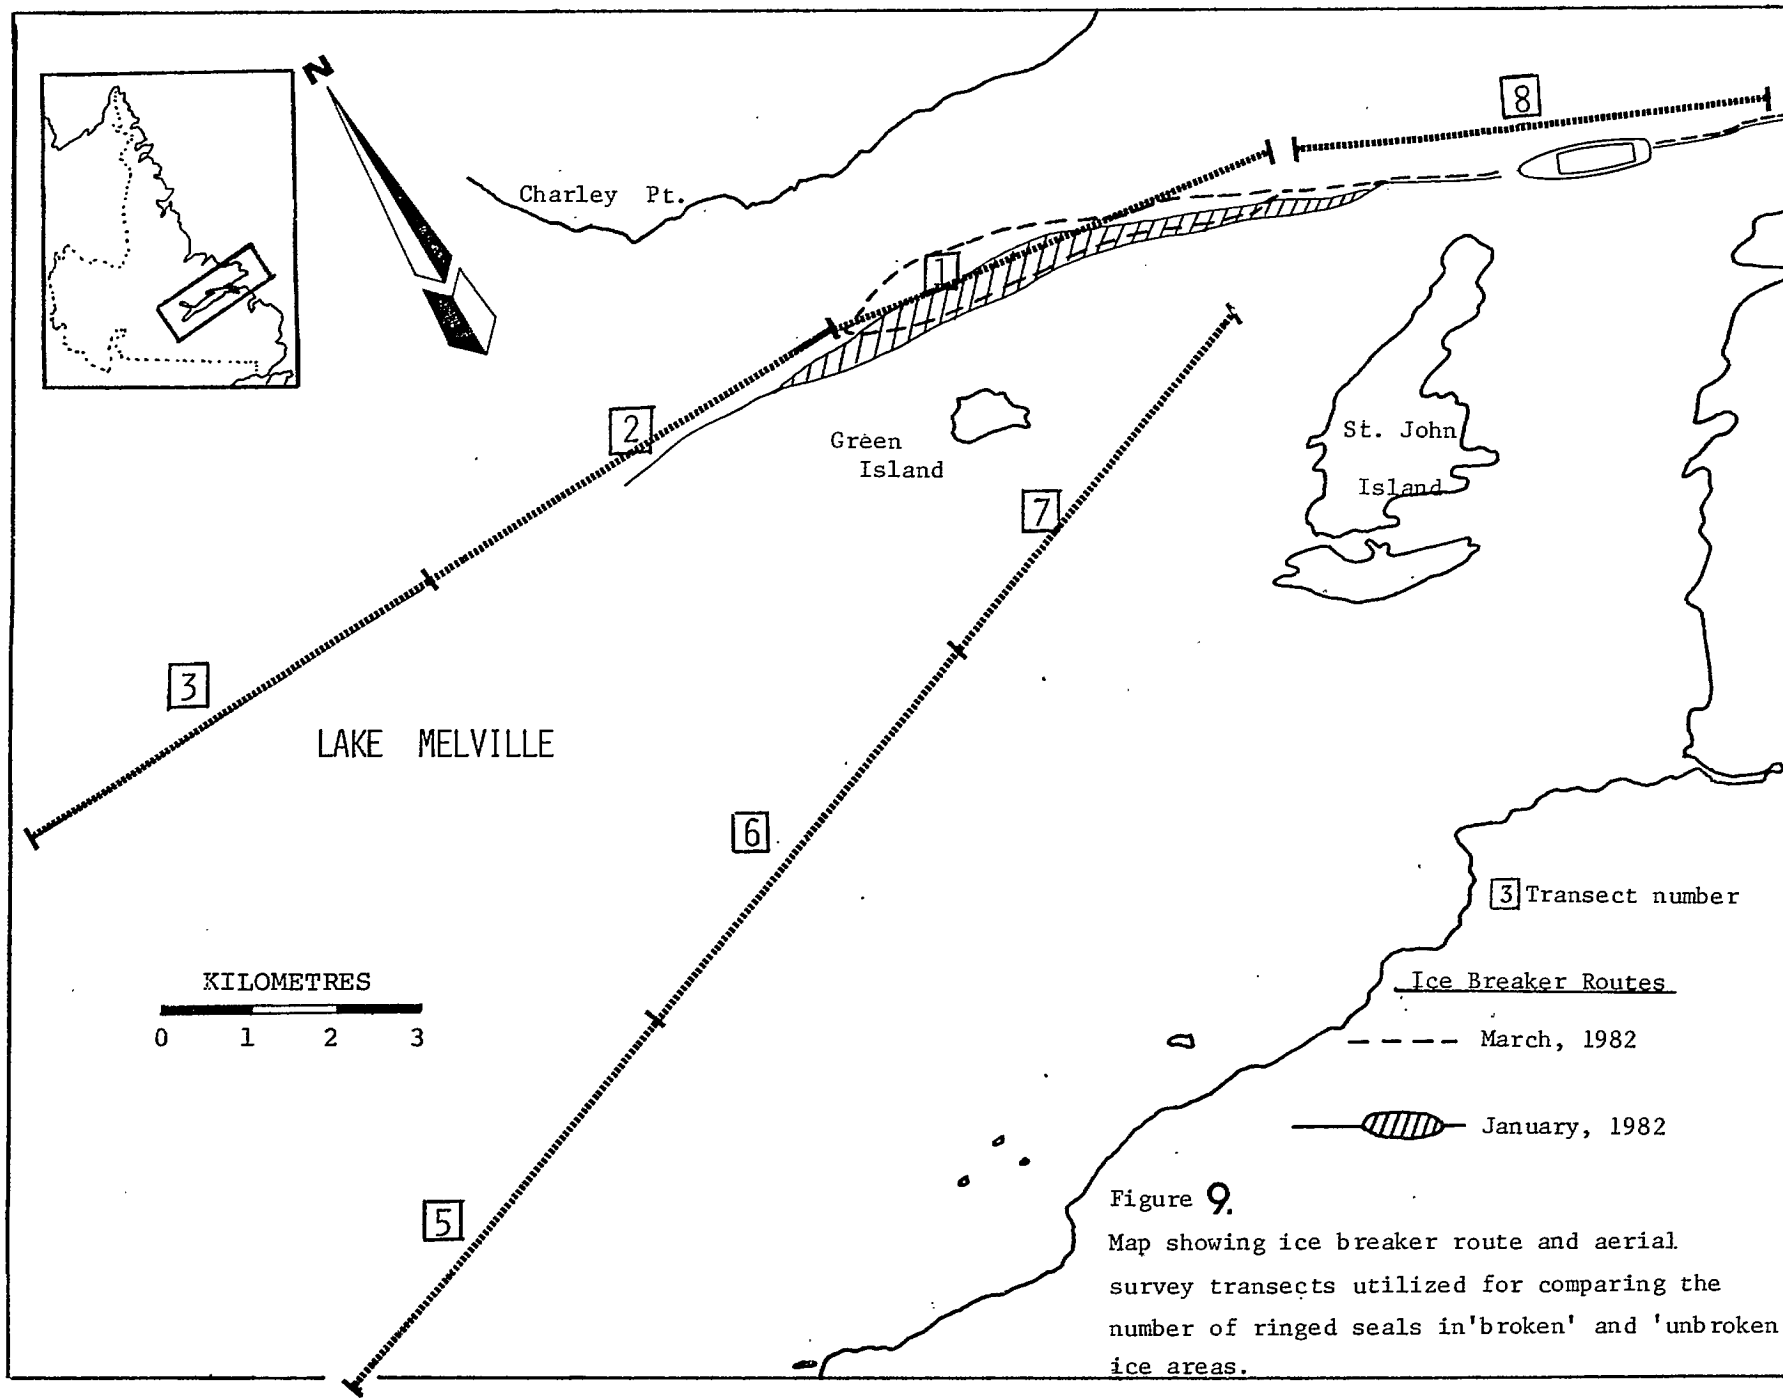 N
8
Charley Pt.
1
2
Green
Island
St. John
Island
7
3
LAKE MELVILLE
6
3 Transect number
KILOMETRES
0 1 2 3
Ice Breaker Routes
March, 1982
January, 1982
5
Figure 9.
Map showing ice breaker route and aerial
survey transects utilized for comparing the
number of ringed seals in'broken' and 'unbroken
ice areas.